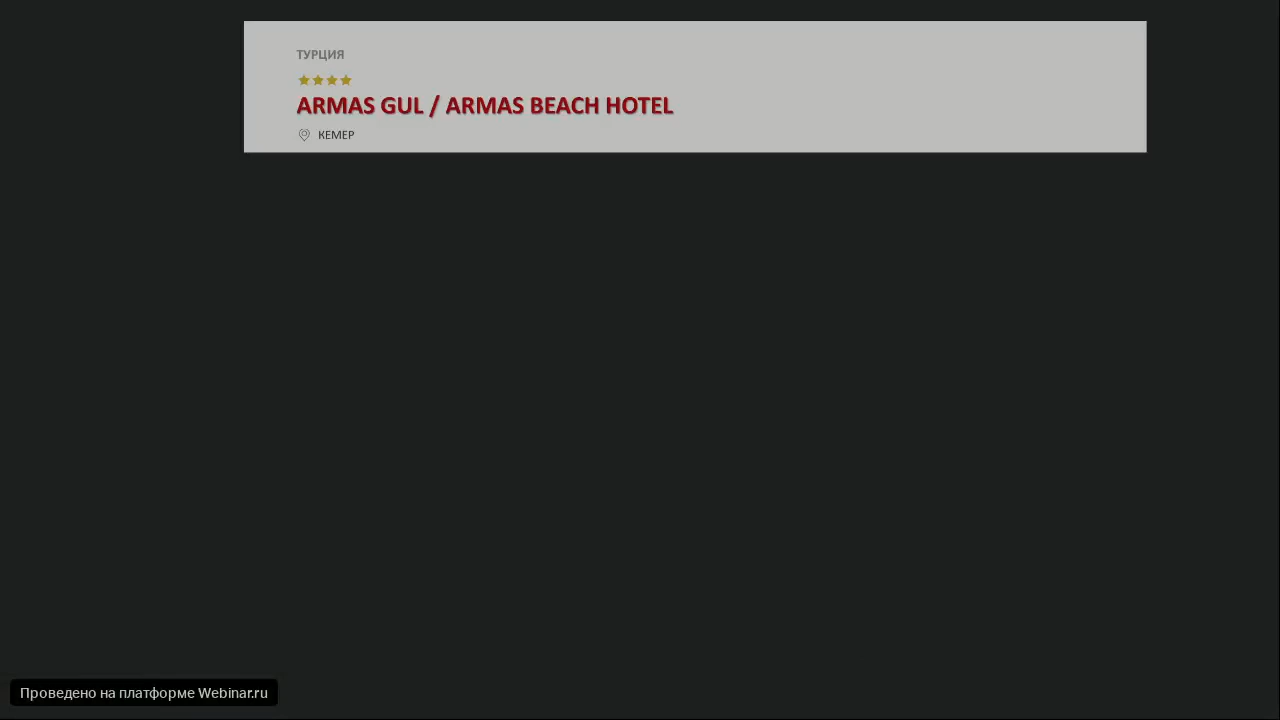 ТУРЦИЯ
ARMAS GUL / ARMAS BEACH HOTEL
КЕМЕР
Проведено на платформе Webinar.ru